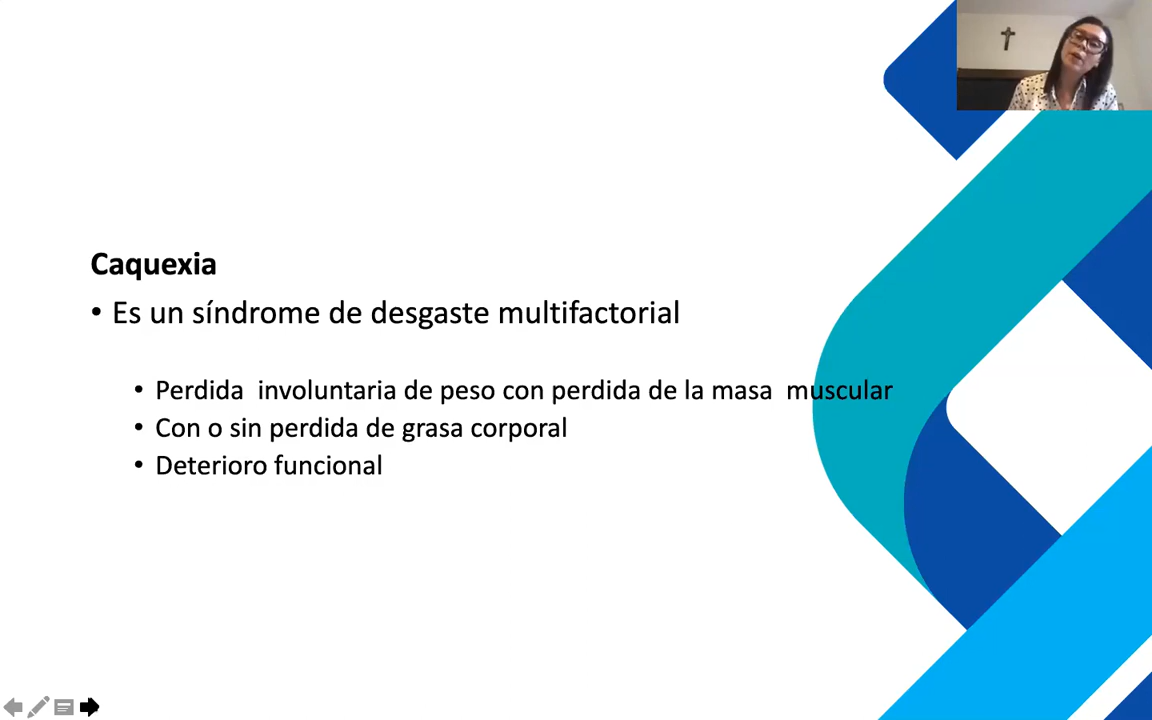 Caquexia
• Es un síndrome de desgaste multifactorial
• Perdida involuntaria de peso con perdida de la masa muscular
• Con o sin perdida de grasa corporal
• Deterioro funcional